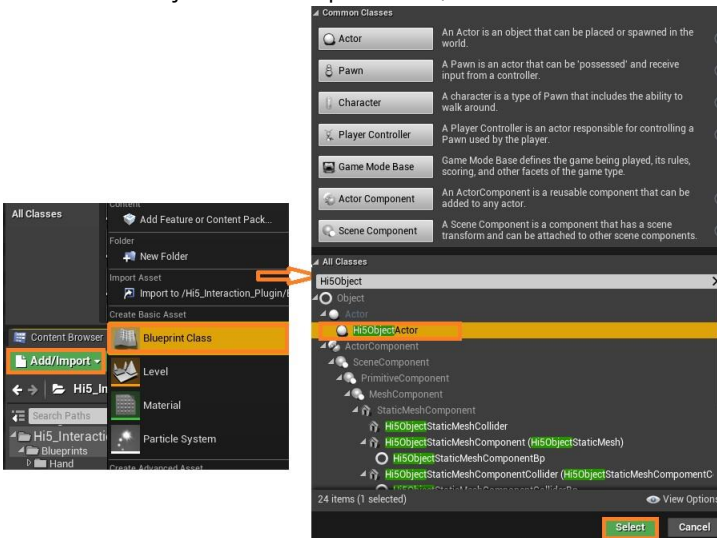 Common Classes
Actor
An Actor is an object that can be placed or spawned in the
world.
Pawn
A Pawn is an actor that can be 'possessed' and receive
input from a controller.
Character
A character is a type of Pawn that includes the ability to
walk around.
Player Controller
A Player Controller is an actor responsible for controlling a
Pawn used by the player.
Game Mode Base
Game Mode Base defines the game being played, its rules,
scoring, and other facets of the game type.
Actor Component
An ActorComponent is a reusable component that can be
added to any actor.
Scene Component
A Scene Component is a component that has a scene
transform and can be attached to other scene components.
All Classes
Hi5Object
Object
Actor
Hi5ObjectActor
ActorComponent
SceneComponent
PrimitiveComponent
MeshComponent
StaticMeshComponent
Hi5ObjectStaticMeshCollider
Hi5ObjectStaticMeshComponent (Hi5ObjectStaticMesh)
Hi5ObjectStaticMeshComponentBp
Hi5ObjectStaticMeshComponentCollider (Hi5ObjectStaticMeshCompomentC
24 items (1 selected)
View Options
Select
Cancel
All Classes
Content Browser
Add/Import
Hi5_In
Search Paths
Hi5_Interacti
Blueprints
Hand
Content
Add Feature or Content Pack...
Folder
New Folder
Import Asset
Import to /Hi5_Interaction_Plugin/
Create Basic Asset
Blueprint Class
Level
Material
Particle System
Create Advanced Asset